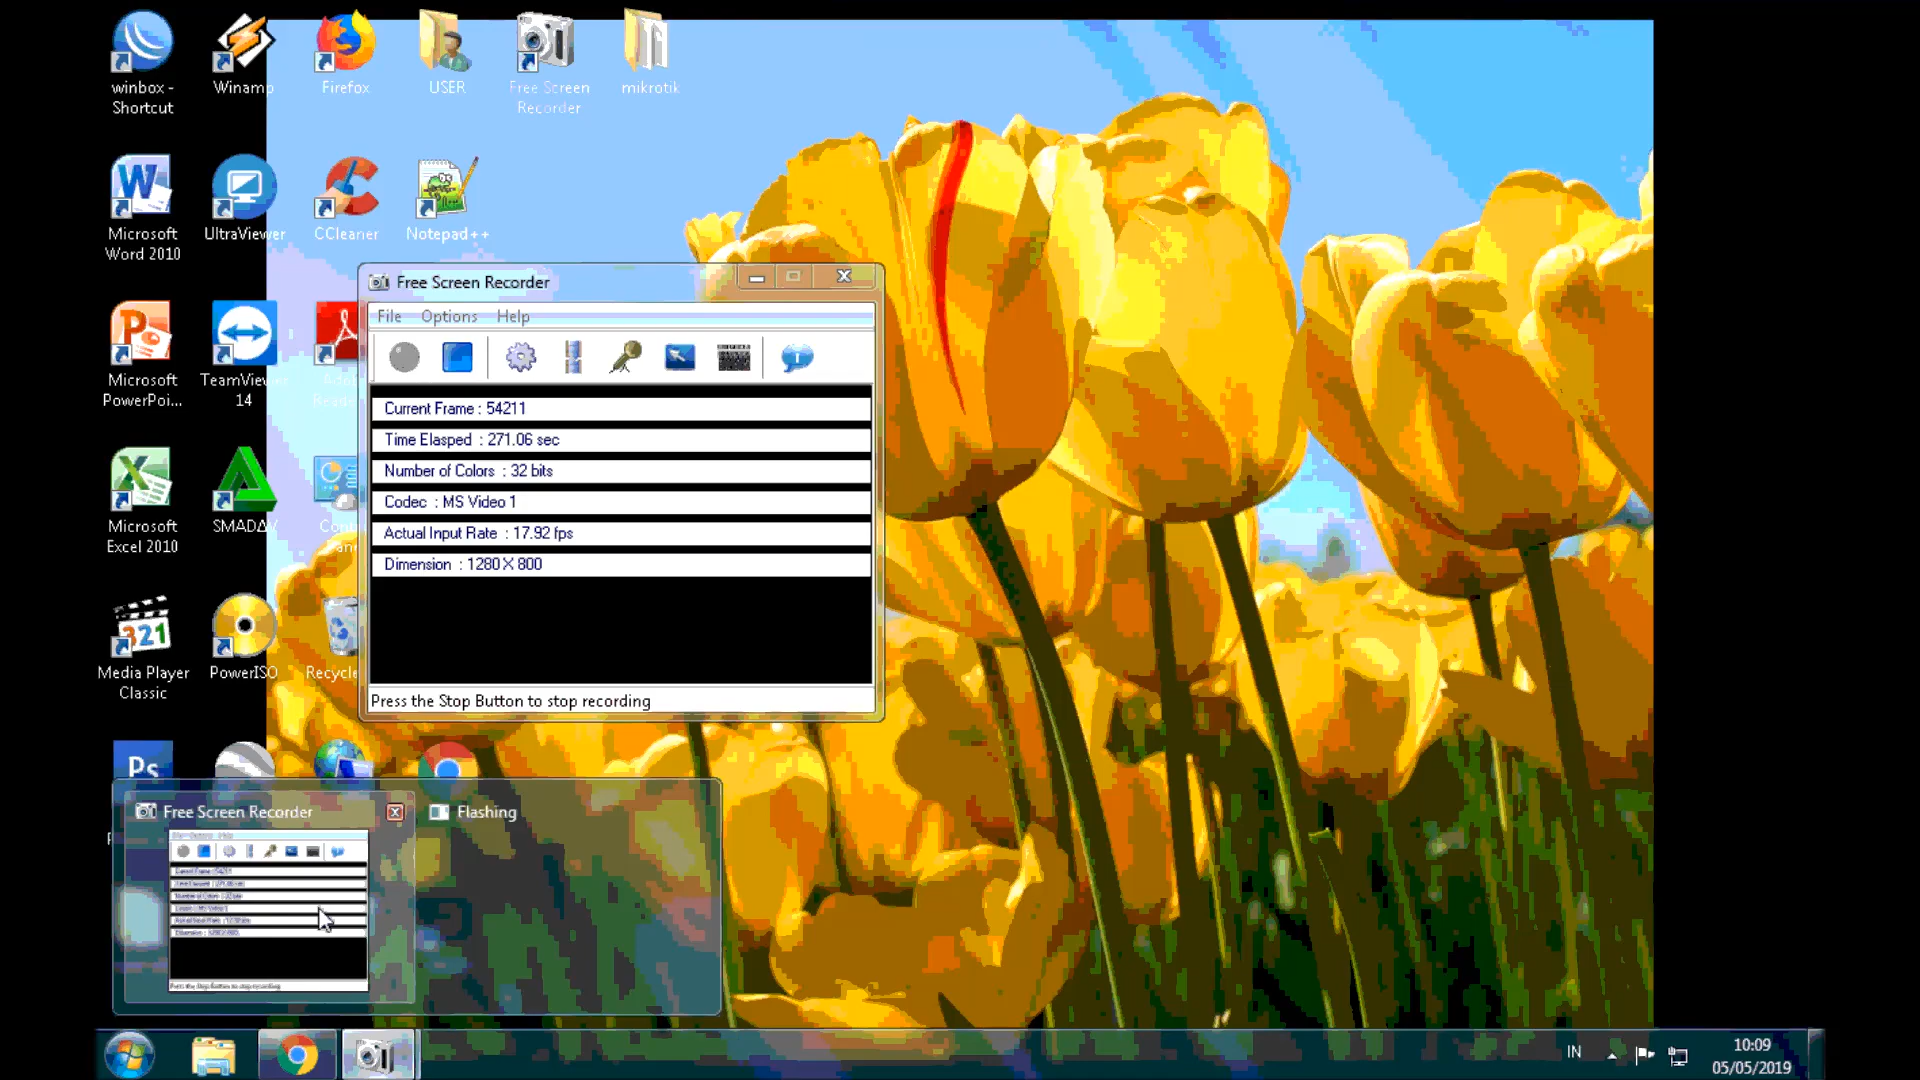 winbox -
Shortcut
Winamp
Firefox
USER
Free Screen
Recorder
mikrotik
Microsoft
Word 2010
UltraViewer
CCleaner
Notepad++
Free Screen Recorder
File Options Help
Current Frame : 54211
Time Elasped : 271.06 sec
Number of Colors : 32 bits
Codec : MS Video 1
Actual Input Rate : 17.92 fps
Dimension : 1280 X 800
Press the Stop Button to stop recording
Microsoft
PowerPoi...
14
Microsoft
Excel 2010
321
Media Player
Classic
PowerISO
Ps
Free Screen Recorder
Flashing
IN
10:09
05/05/2019